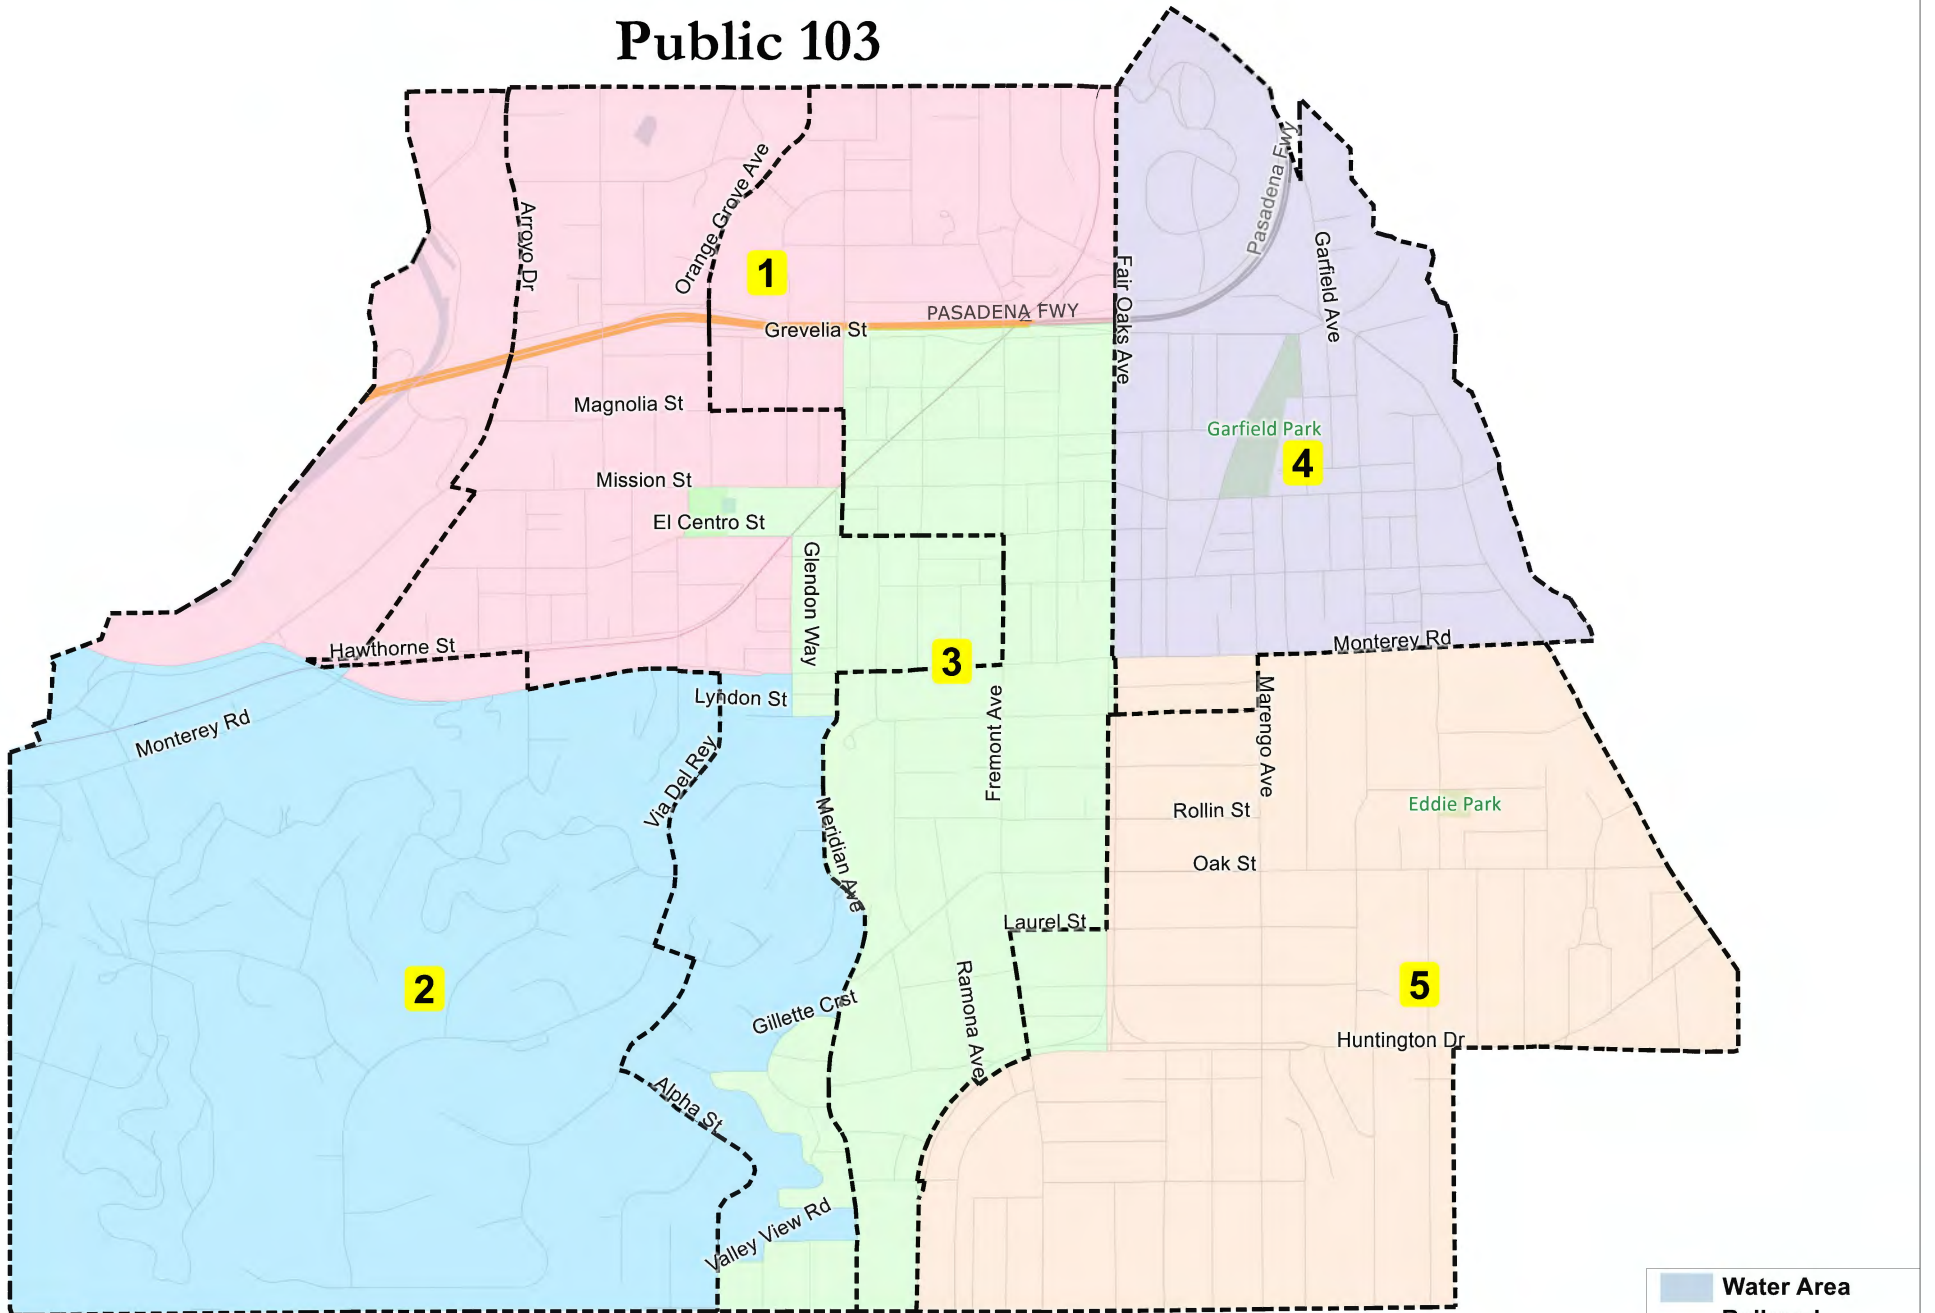 Public 103
Pasadena Fwy
Arroyo Dr
Orange Grove Ave
1
Fair Oaks Ave
Garfield Ave
PASADENA FWY
Grevelia St
Magnolia St
Garfield Park
4
Mission St
El Centro St
Glendon Way
Hawthorne St
3
Monterey Rd
Lyndon St
Monterey Rd
Via Del Rey
Fremont Ave
Marengo Ave
Meridian Ave
Rollin St
Eddie Park
Oak St
Laurel St
2
5
Gillette Crst
Ramona Ave
Huntington Dr
Alpha St
Valley View Rd
Water Area